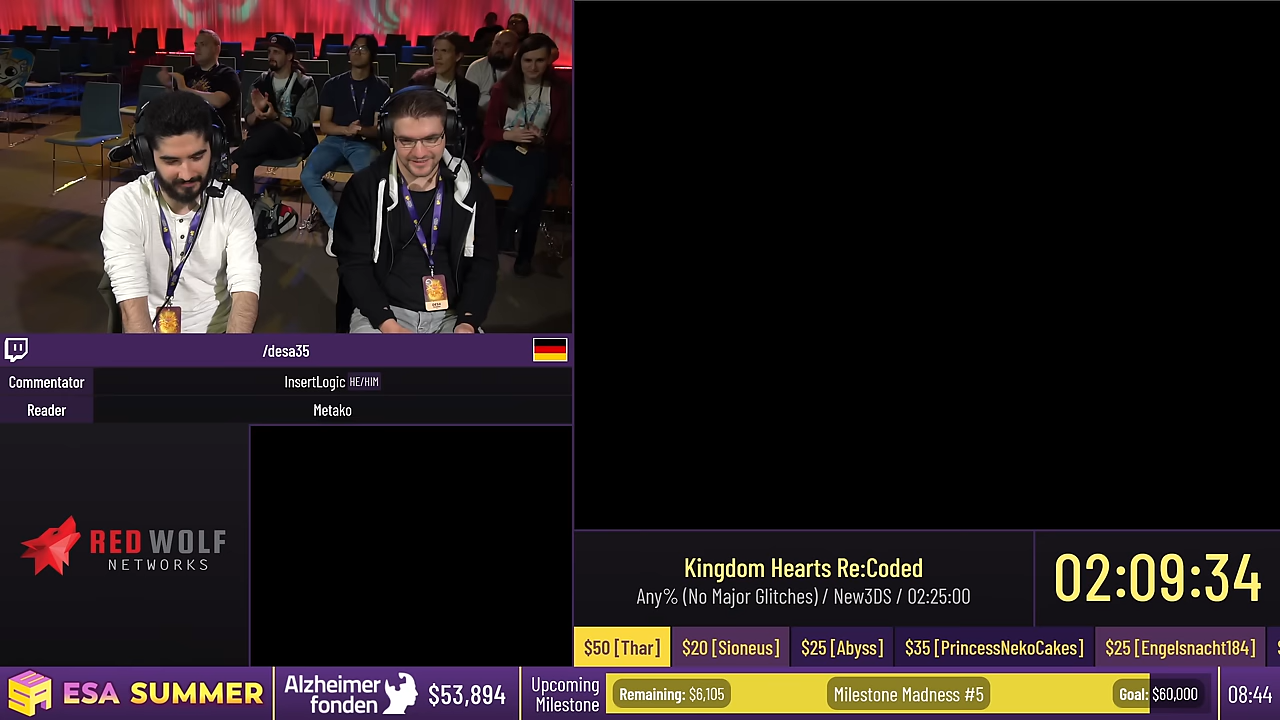 /desa35
Commentator
InsertLogic HE/HIM
Reader
Metako
RED WOLF
NETWORKS
Kingdom Hearts Re:Coded
Any% (No Major Glitches) / New3DS / 02:25:00
02:09:34
$50 [Thar]
$20 [Sioneus]
$25 [Abyss]
$35 [PrincessNekoCakes]
$25 [Engelsnacht184]
ESA SUMMER
Alzheimer
fonden
$53,894
Upcoming
Milestone
Remaining: $6,105
Milestone Madness #5
Goal: $60,000
08:44